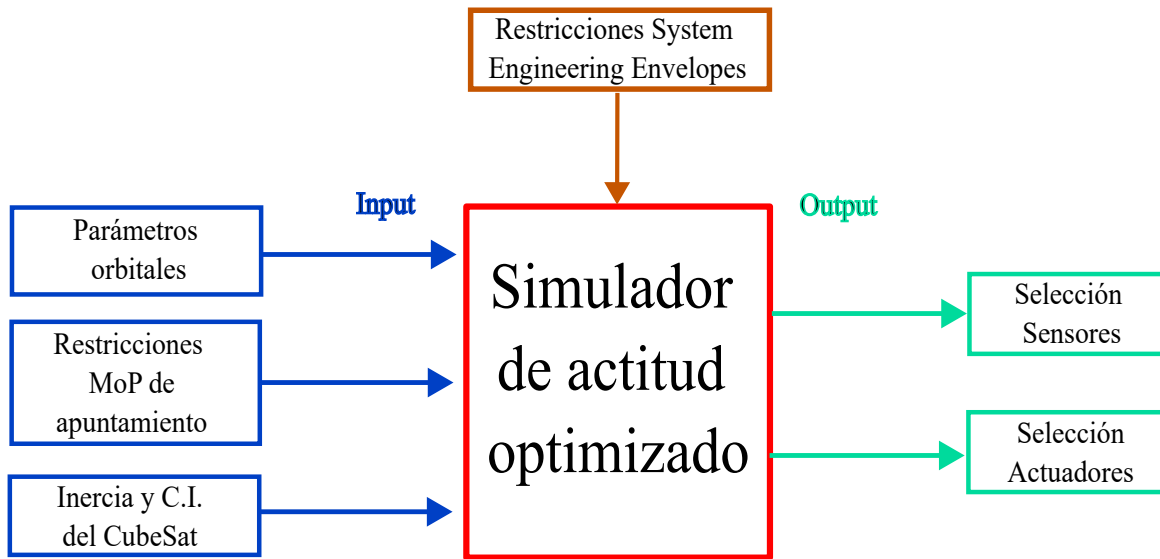 Restricciones System
Engineering Envelopes
Input
Output
Parámetros
orbitales
Restricciones
MoP de
apuntamiento
Inercia y C.I.
del CubeSat
Simulador
de actitud
optimizado
Selección
Sensores
Selección
Actuadores